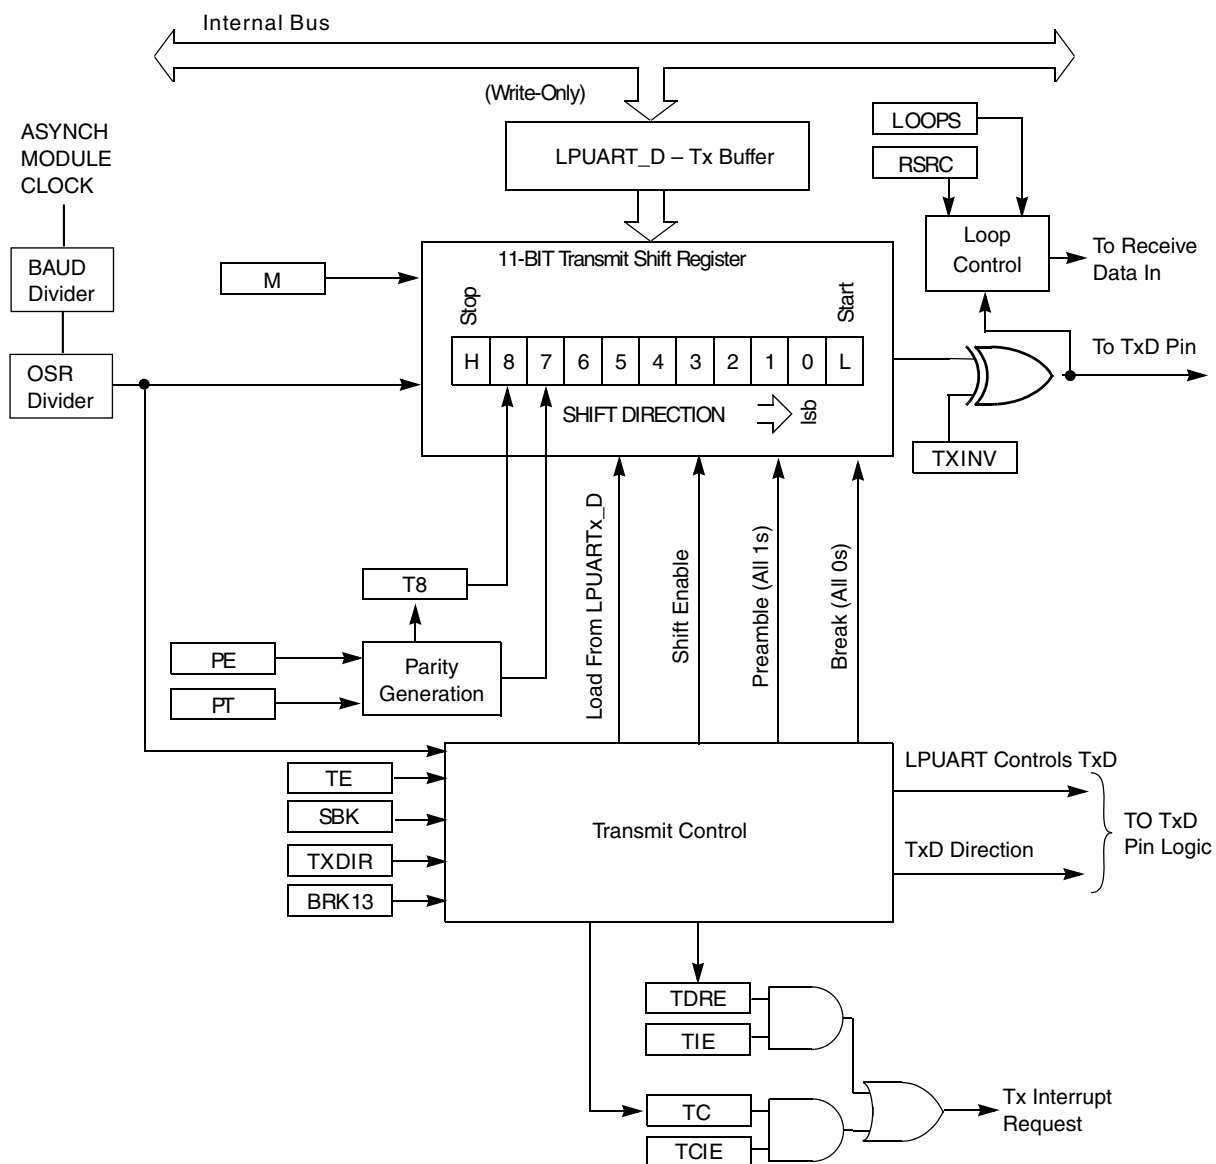 Internal Bus
(Write-Only)
LPUART_D – Tx Buffer
ASYNCH
MODULE
CLOCK
BAUD
Divider
OSR
Divider
M
11-BIT Transmit Shift Register
Stop
Start
H 8 7 6 5 4 3 2 1 0 L
SHIFT DIRECTION
lsb
LOOPS
RSRC
Loop
Control
To Receive
Data In
To TxD Pin
TXINV
T8
PE
PT
Parity
Generation
Load From LPUARTx_D
Shift Enable
Preamble (All 1s)
Break (All 0s)
TE
SBK
TXDIR
BRK13
Transmit Control
LPUART Controls TxD
TxD Direction
TO TxD
Pin Logic
TDRE
TIE
TC
TCIE
Tx Interrupt
Request